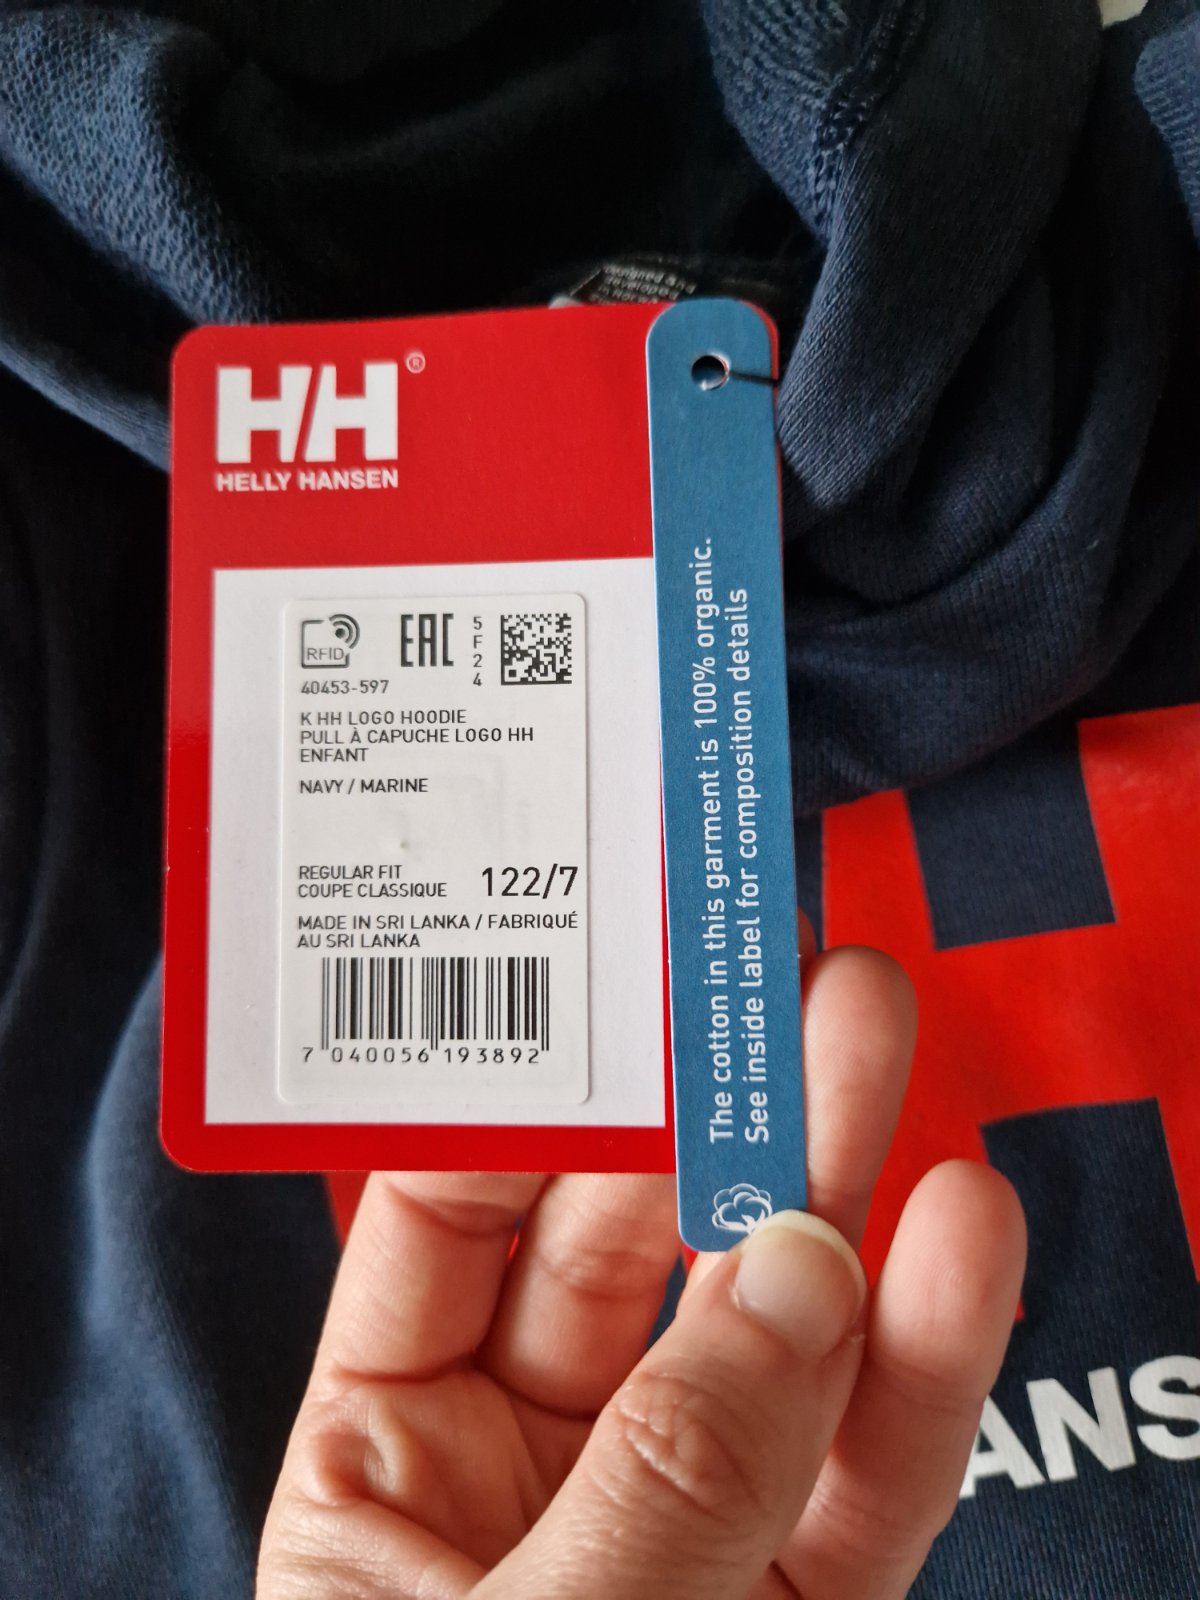 HH®
HELLY HANSEN
RFID
EAC
5
F
2
4
40453-597
K HH LOGO HOODIE
PULL À CAPUCHE LOGO HH
ENFANT
NAVY / MARINE
REGULAR FIT
COUPE CLASSIQUE
122/7
MADE IN SRI LANKA / FABRIQUÉ
AU SRI LANKA
7 040056 193892
The cotton in this garment is 100% organic.
See inside label for composition details
ANS